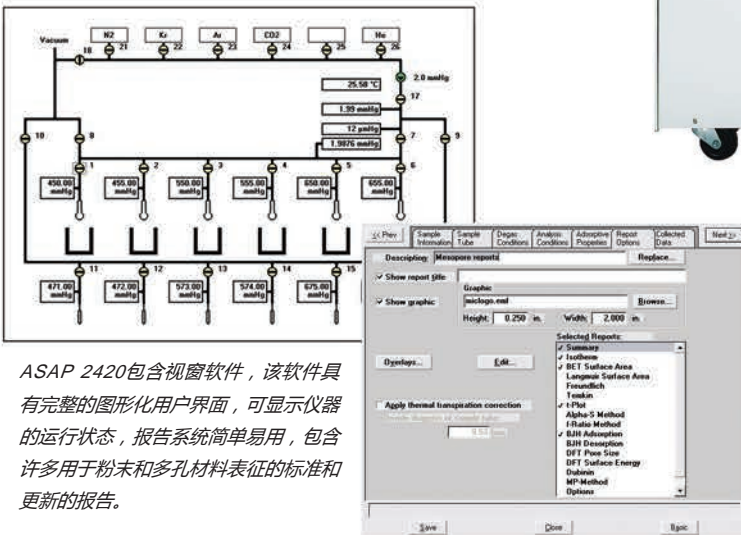 Vacuum
N2 Kr Ar CO2 He
18 21 22 23 24 25 26
2.0 mmHg
25.58 °C
17
1.99 mmHg
12 µmHg
10 8 7 9
1.9876 mmHg
1 2 3 4 5 6
450.00 mmHg 455.00 mmHg 550.00 mmHg 555.00 mmHg 650.00 mmHg 655.00 mmHg
11 12 13 14 15
471.00 mmHg 472.00 mmHg 573.00 mmHg 574.00 mmHg 675.00 mmHg
ASAP 2420包含视窗软件，该软件具
有完整的图形化用户界面，可显示仪器
的运行状态，报告系统简单易用，包含
许多用于粉末和多孔材料表征的标准和
更新的报告。
<< Prev Sample Information Sample Tube Degas Conditions Analysis Conditions Adsorptive Properties Report Options Collected Data Next >>
Description: Mesopore reports Replace...
Show report title
Graphic
Show graphic miclogo.emf Browse...
Height: 0.250 in. Width: 2.000 in.
Selected Reports:
Summary
Isotherm
BET Surface Area
Langmuir Surface Area
Freundlich
Temkin
t-Plot
Alpha-S Method
f-Ratio Method
BJH Adsorption
BJH Desorption
DFT Pore Size
DFT Surface Energy
Dubinin
MP-Method
Options
Overlays... Edit...
Apply thermal transpiration correction
Save Close Basic